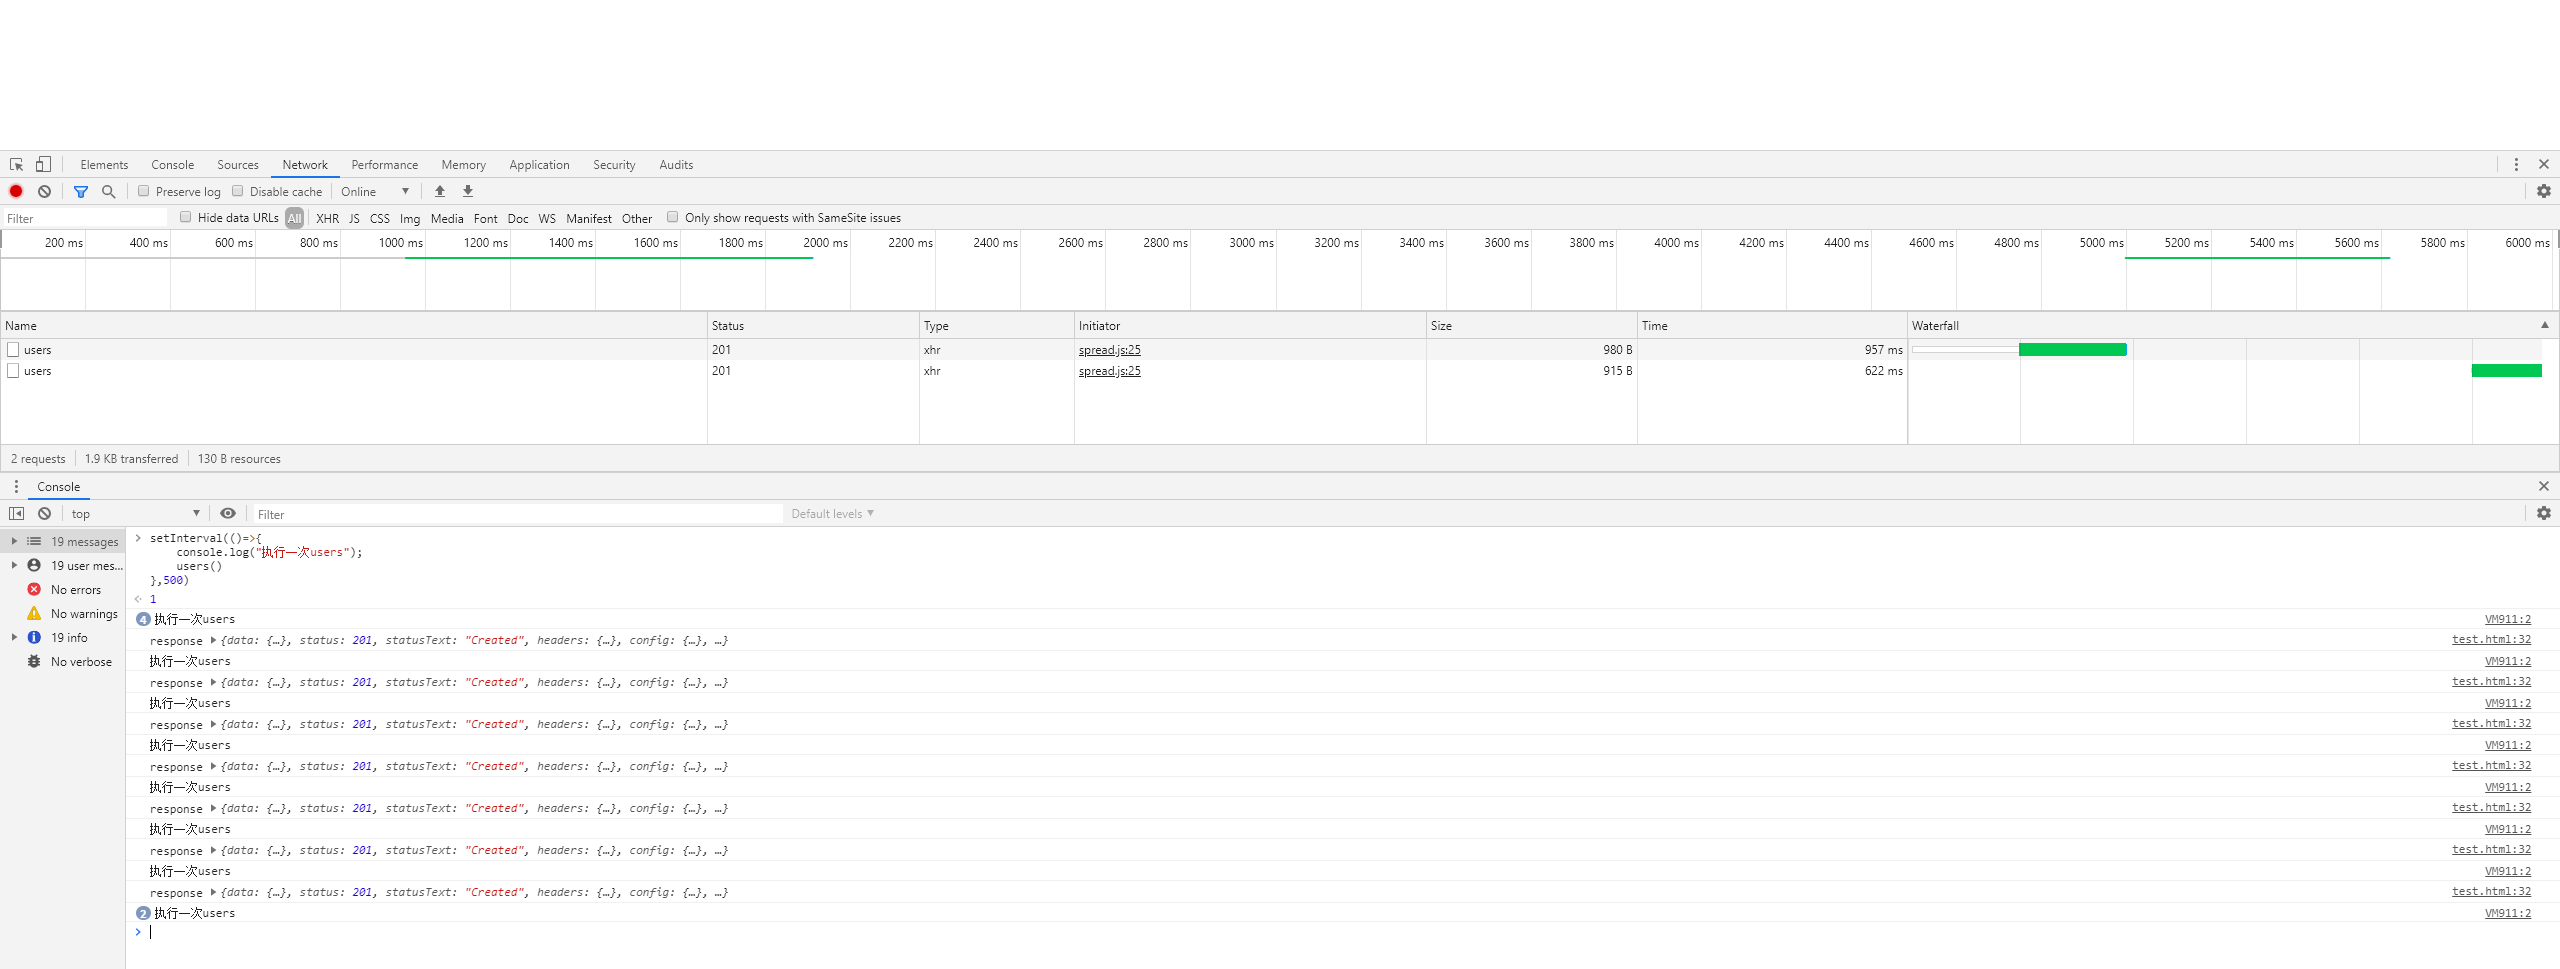 Elements Console Sources Network Performance Memory Application Security Audits
Preserve log Disable cache Online
Filter Hide data URLs All XHR JS CSS Img Media Font Doc WS Manifest Other Only show requests with SameSite issues
200 ms 400 ms 600 ms 800 ms 1000 ms 1200 ms 1400 ms 1600 ms 1800 ms 2000 ms 2200 ms 2400 ms 2600 ms 2800 ms 3000 ms 3200 ms 3400 ms 3600 ms 3800 ms 4000 ms 4200 ms 4400 ms 4600 ms 4800 ms 5000 ms 5200 ms 5400 ms 5600 ms 5800 ms 6000 ms
Name Status Type Initiator Size Time Waterfall
users 201 xhr spread.js:25 980 B 957 ms
users 201 xhr spread.js:25 915 B 622 ms
2 requests 1.9 KB transferred 130 B resources
Console
top Filter Default levels
19 messages
19 user mes...
No errors
No warnings
19 info
No verbose
setInterval(()=>{
console.log("执行一次users");
users()
},500)
1
4 执行一次users VM911:2
response {data: {…}, status: 201, statusText: "Created", headers: {…}, config: {…}, …} test.html:32
执行一次users VM911:2
response {data: {…}, status: 201, statusText: "Created", headers: {…}, config: {…}, …} test.html:32
执行一次users VM911:2
response {data: {…}, status: 201, statusText: "Created", headers: {…}, config: {…}, …} test.html:32
执行一次users VM911:2
response {data: {…}, status: 201, statusText: "Created", headers: {…}, config: {…}, …} test.html:32
执行一次users VM911:2
response {data: {…}, status: 201, statusText: "Created", headers: {…}, config: {…}, …} test.html:32
执行一次users VM911:2
response {data: {…}, status: 201, statusText: "Created", headers: {…}, config: {…}, …} test.html:32
执行一次users VM911:2
response {data: {…}, status: 201, statusText: "Created", headers: {…}, config: {…}, …} test.html:32
2 执行一次users VM911:2